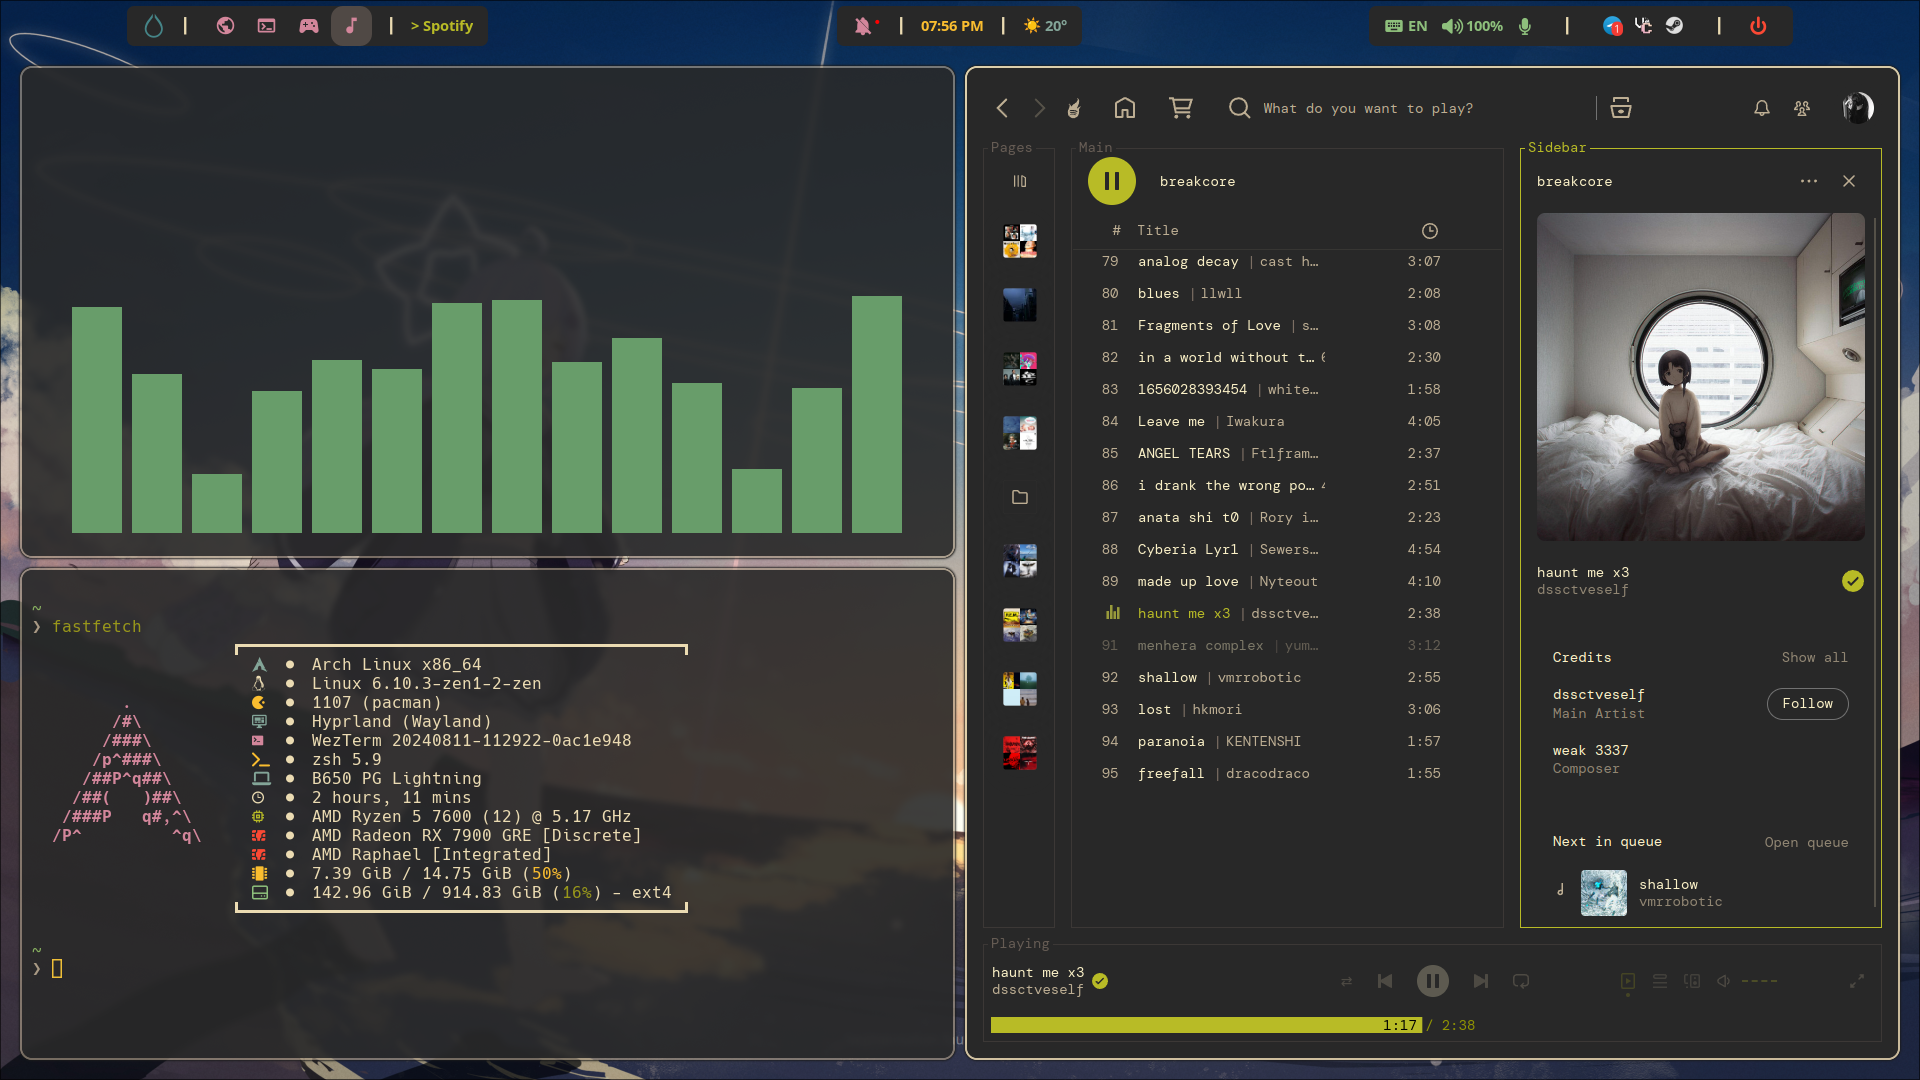 > Spotify
07:56 PM
20°
EN
100%
1
~
❯ fastfetch
Arch Linux x86_64
Linux 6.10.3-zen1-2-zen
1107 (pacman)
Hyprland (Wayland)
WezTerm 20240811-112922-0ac1e948
zsh 5.9
B650 PG Lightning
2 hours, 11 mins
AMD Ryzen 5 7600 (12) @ 5.17 GHz
AMD Radeon RX 7900 GRE [Discrete]
AMD Raphael [Integrated]
7.39 GiB / 14.75 GiB (50%)
142.96 GiB / 914.83 GiB (16%) - ext4
.
/#\
/###\
/p^###\
/##P^q##\
/##(   )##\
/###P   q#,^\
/P^         ^q\
~
❯
What do you want to play?
Pages
Main
breakcore
# Title
79 analog decay | cast h… 3:07
80 blues | llwll 2:08
81 Fragments of Love | s… 3:08
82 in a world without t… 2:30
83 1656028393454 | white… 1:58
84 Leave me | Iwakura 4:05
85 ANGEL TEARS | Ftlfram… 2:37
86 i drank the wrong po… 2:51
87 anata shi t0 | Rory i… 2:23
88 Cyberia Lyr1 | Sewers… 4:54
89 made up love | Nyteout 4:10
haunt me x3 | dssctve… 2:38
91 menhera complex | yum… 3:12
92 shallow | vmrrobotic 2:55
93 lost | hkmori 3:06
94 paranoia | KENTENSHI 1:57
95 freefall | dracodraco 1:55
Sidebar
breakcore
haunt me x3
dssctveself
Credits
Show all
dssctveself
Main Artist
Follow
weak 3337
Composer
Next in queue
Open queue
shallow
vmrrobotic
Playing
haunt me x3
dssctveself
1:17 / 2:38